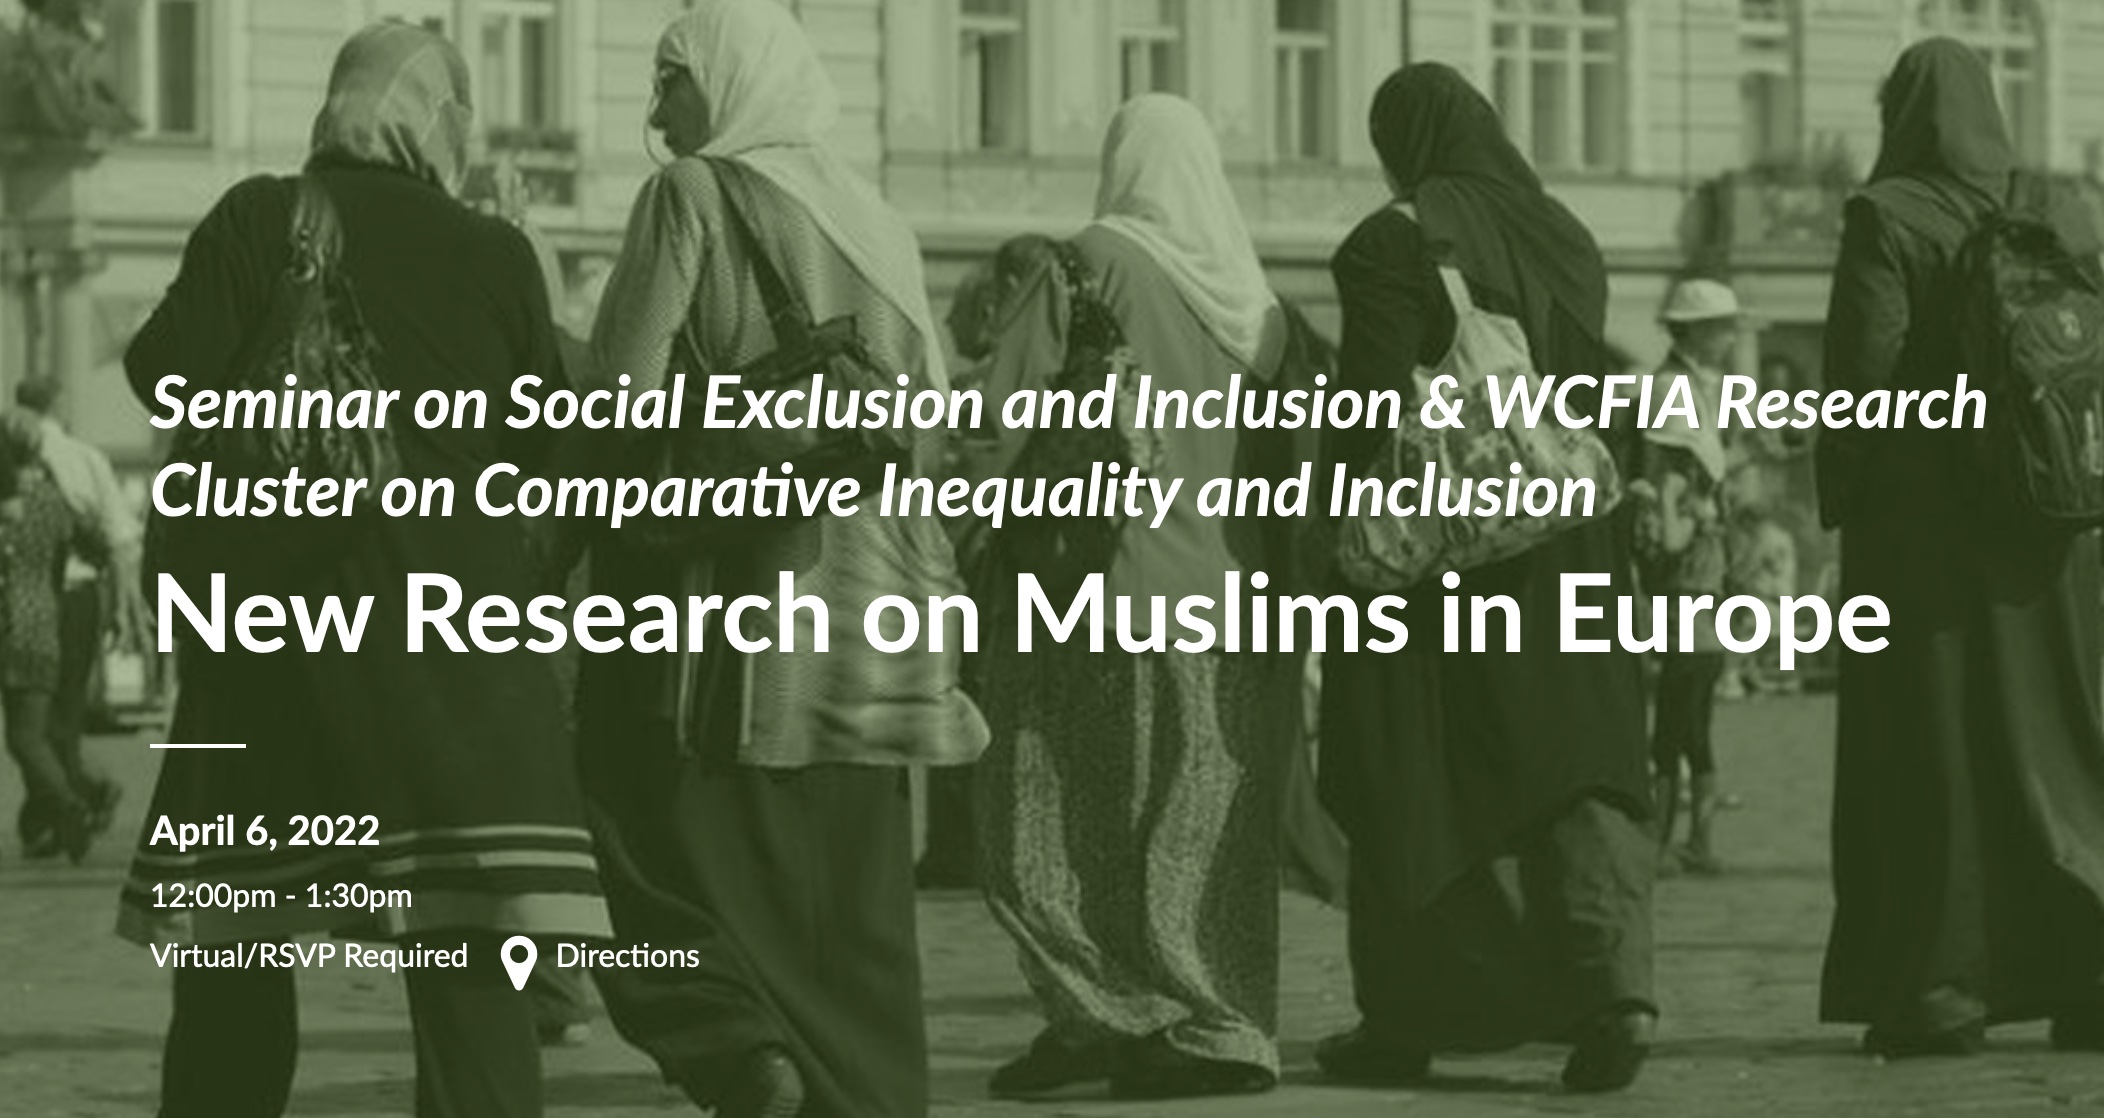 Seminar on Social Exclusion and Inclusion & WCFIA Research
Cluster on Comparative Inequality and Inclusion
New Research on Muslims in Europe
April 6, 2022
12:00pm - 1:30pm
Virtual/RSVP Required Directions